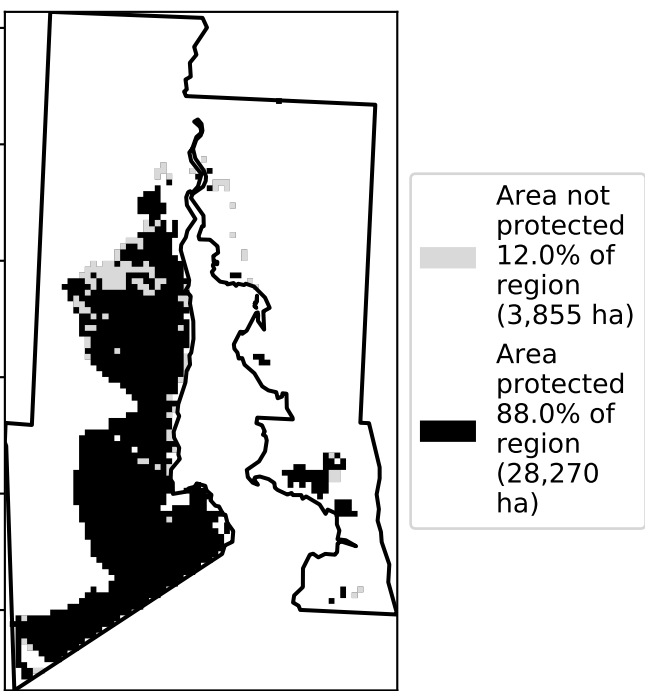 Area not
protected
12.0% of
region
(3,855 ha)
Area
protected
88.0% of
region
(28,270
ha)